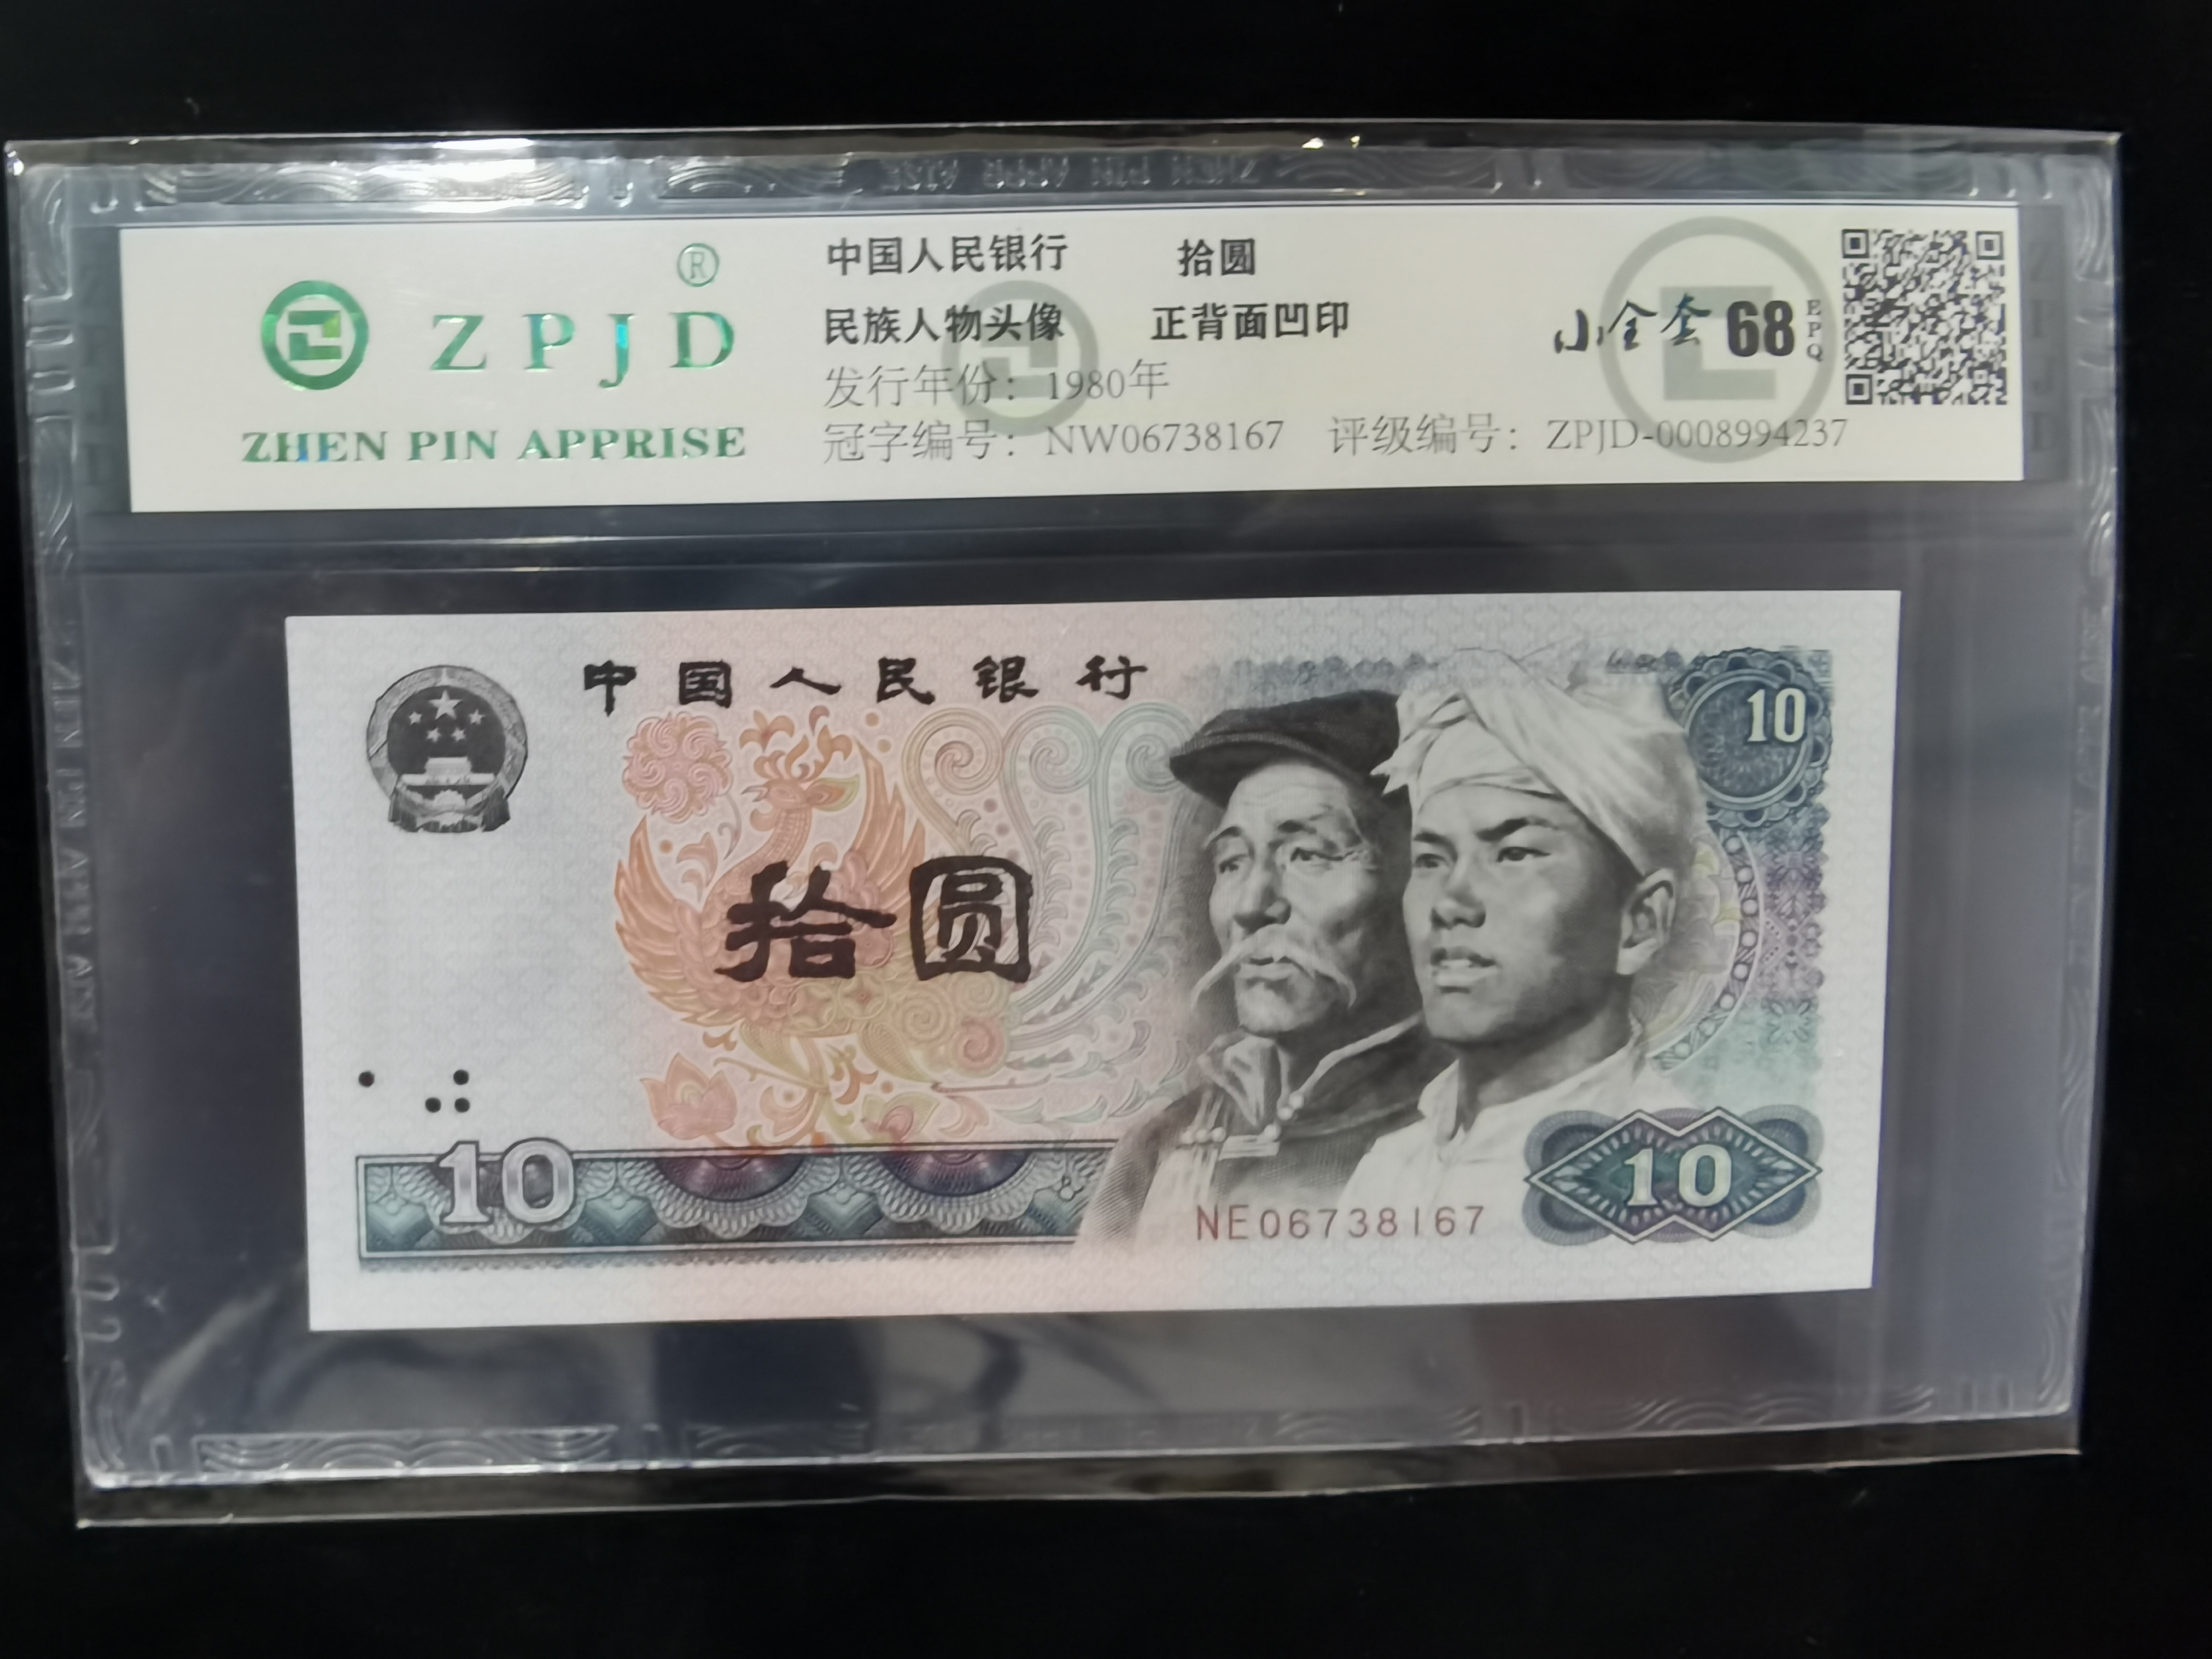 ®
ZPJD
ZHEN PIN APPRISE
中国人民银行 拾圆
民族人物头像 正背面凹印
发行年份：1980年
冠字编号：NW06738167 评级编号：ZPJD-0008994237
小全套 68 EPQ
中国人民银行
10
拾圆
10
NE06738167
10